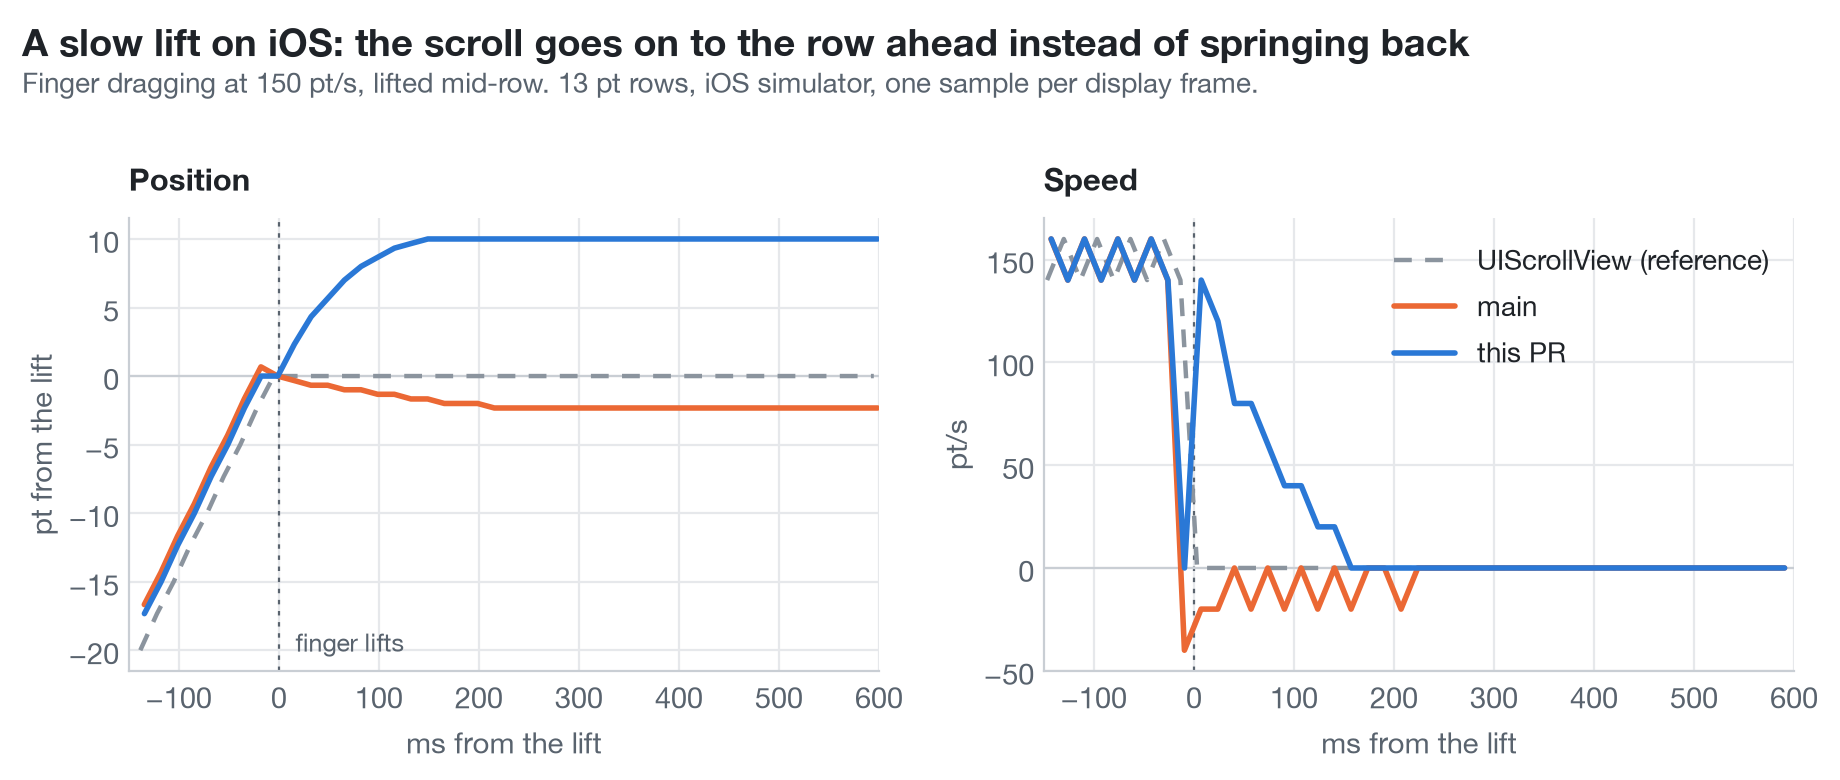 A slow lift on iOS: the scroll goes on to the row ahead instead of springing back
Finger dragging at 150 pt/s, lifted mid-row. 13 pt rows, iOS simulator, one sample per display frame.
Position
pt from the lift
10
5
0
−5
−10
−15
−20
finger lifts
−100
0
100
200
300
400
500
600
ms from the lift
Speed
pt/s
150
100
50
0
−50
UIScrollView (reference)
main
this PR
−100
0
100
200
300
400
500
600
ms from the lift